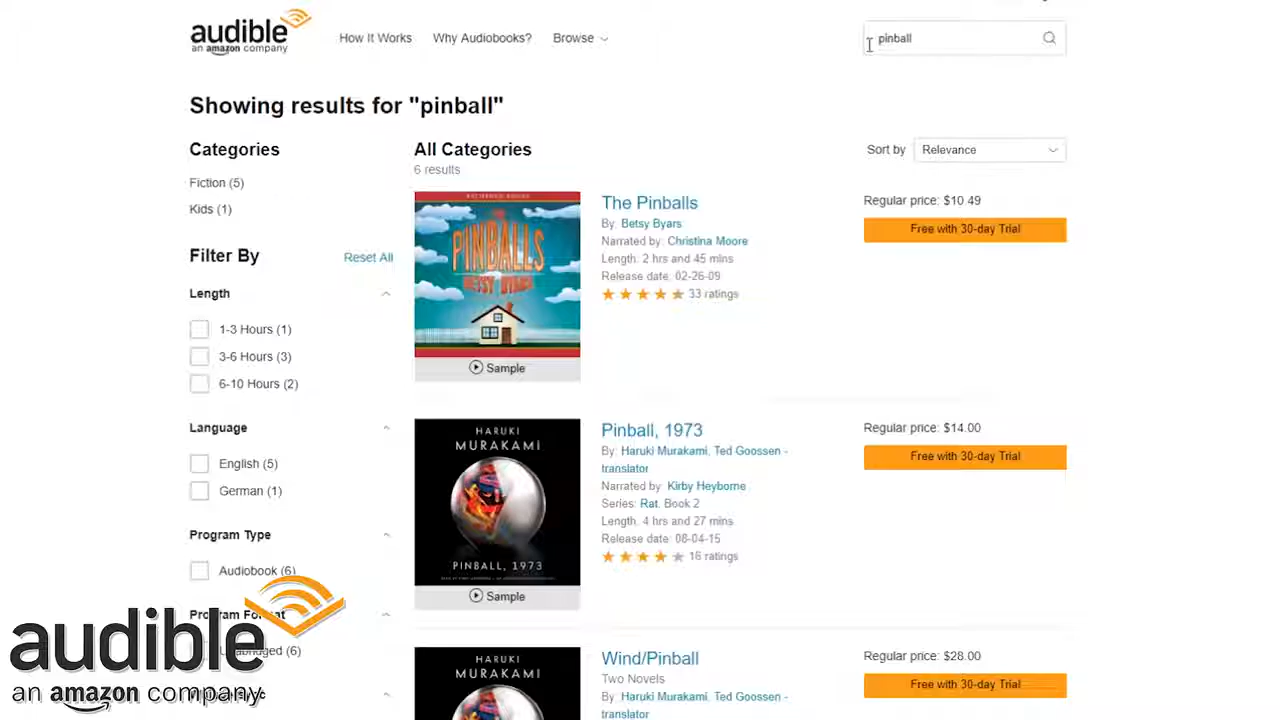 audible
an amazon company
How It Works
Why Audiobooks?
Browse
pinball
Showing results for "pinball"
Categories
Fiction (5)
Kids (1)
Filter By
Reset All
Length
1-3 Hours (1)
3-6 Hours (3)
6-10 Hours (2)
Language
English (5)
German (1)
Program Type
Audiobook (6)
Program Format
(6)
All Categories
6 results
Sort by
Relevance
THE
PINBALLS
BETSY BYARS
Sample
The Pinballs
By: Betsy Byars
Narrated by: Christina Moore
Length: 2 hrs and 45 mins
Release date: 02-26-09
33 ratings
Regular price: $10.49
Free with 30-day Trial
HARUKI
MURAKAMI
PINBALL, 1973
Sample
Pinball, 1973
By: Haruki Murakami, Ted Goossen -
translator
Narrated by: Kirby Heyborne
Series: Rat, Book 2
Length: 4 hrs and 27 mins
Release date: 08-04-15
16 ratings
Regular price: $14.00
Free with 30-day Trial
HARUKI
MURAKAMI
Wind/Pinball
Two Novels
By: Haruki Murakami, Ted Goossen -
translator
Regular price: $28.00
Free with 30-day Trial
audible
an amazon company